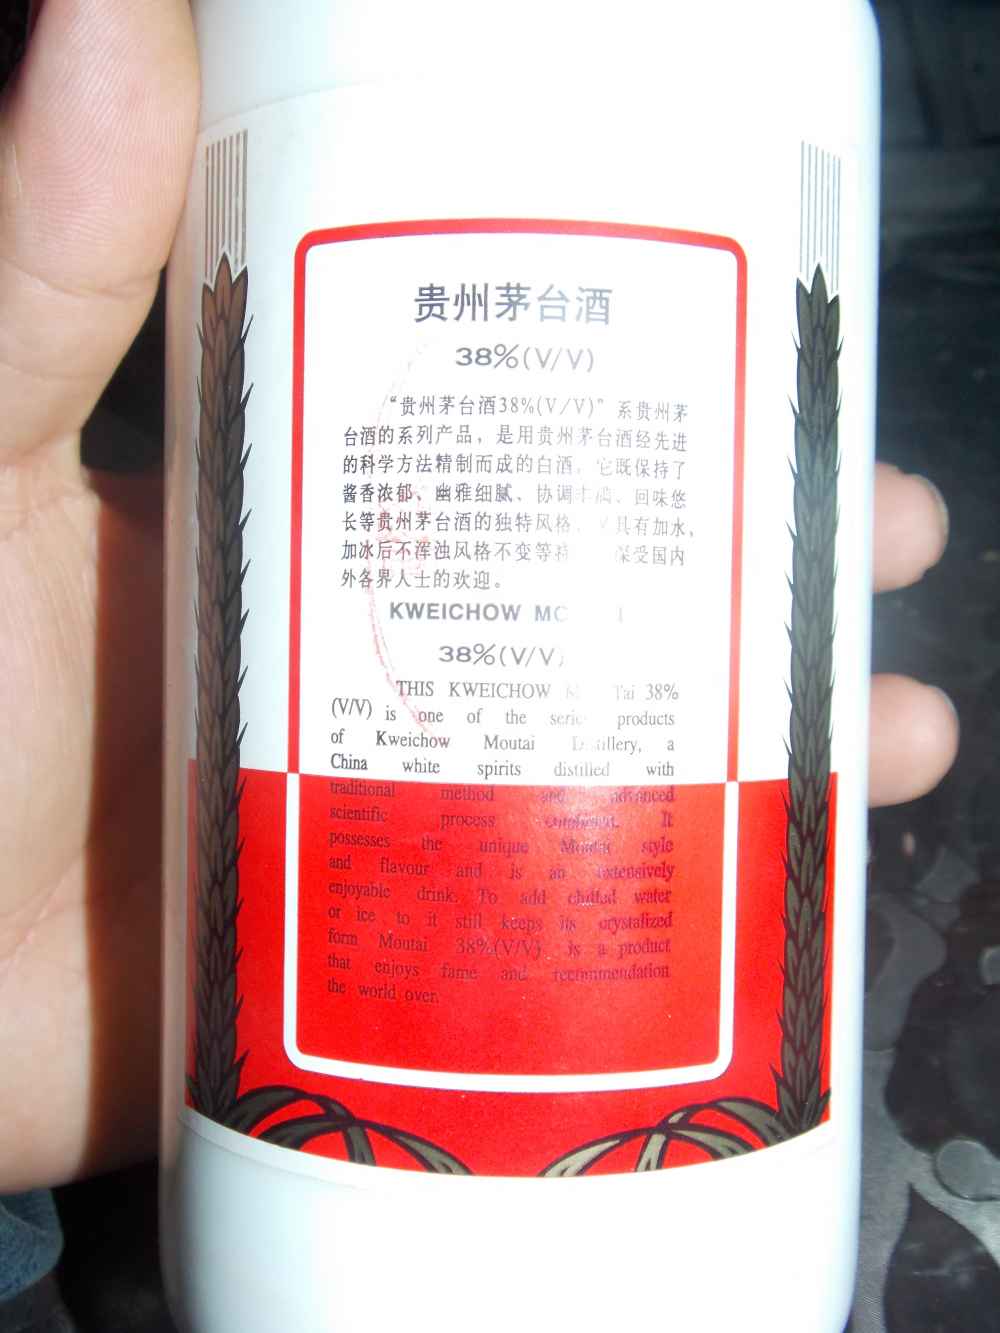 贵州茅台酒
38%(V/V)
“贵州茅台酒38%(V/V)”系贵州茅
台酒的系列产品，是用贵州茅台酒经先进
的科学方法精制而成的白酒，它既保持了
酱香浓郁、幽雅细腻、协调丰满、回味悠
长等贵州茅台酒的独特风格，又具有加水，
加冰后不浑浊风格不变等 深受国内
外各界人士的欢迎。
KWEICHOW
38%(V/V)
THIS KWEICHOW Tai 38%
(V/V) is one of the products
of Kweichow Moutai Distillery, a
China white spirits distilled with
traditional method and advanced
scientific process combined. It
possesses the unique Moutai style
and flavour and is an extensively
enjoyable drink. To add chilled water
or ice to it still keeps its crystalized
form Moutai 38%(V/V) is a product
that enjoys fame and recommendation
the world over.